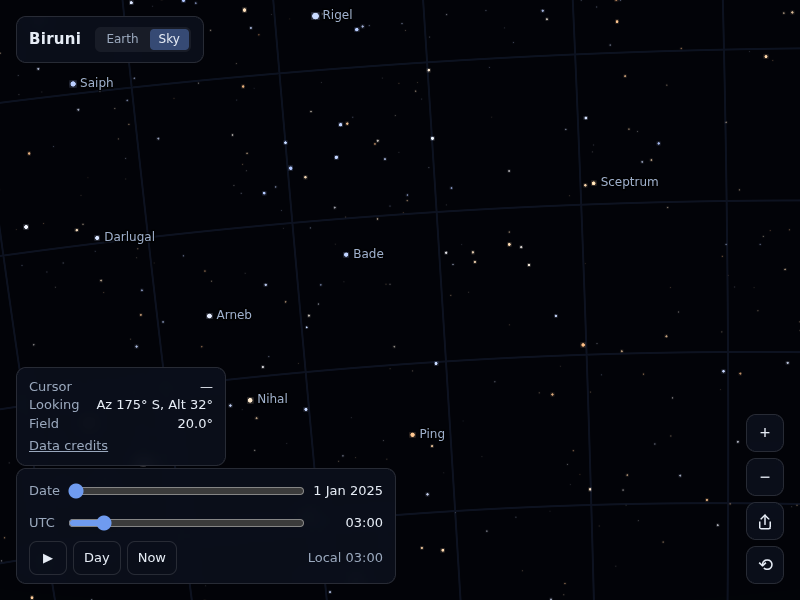 Biruni Earth Sky
Rigel
Saiph
Sceptrum
Darlugal
Bade
Arneb
Nihal
Ping
Cursor —
Looking Az 175° S, Alt 32°
Field 20.0°
Data credits
Date 1 Jan 2025
UTC 03:00
▶ Day Now Local 03:00
+
−
⟲